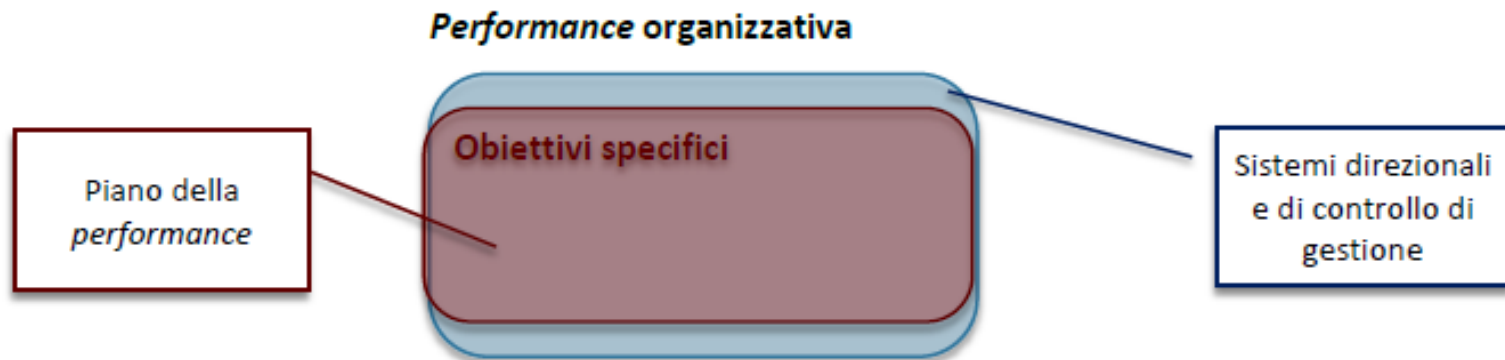 Performance organizzativa
Obiettivi specifici
Piano della
performance
Sistemi direzionali
e di controllo di
gestione